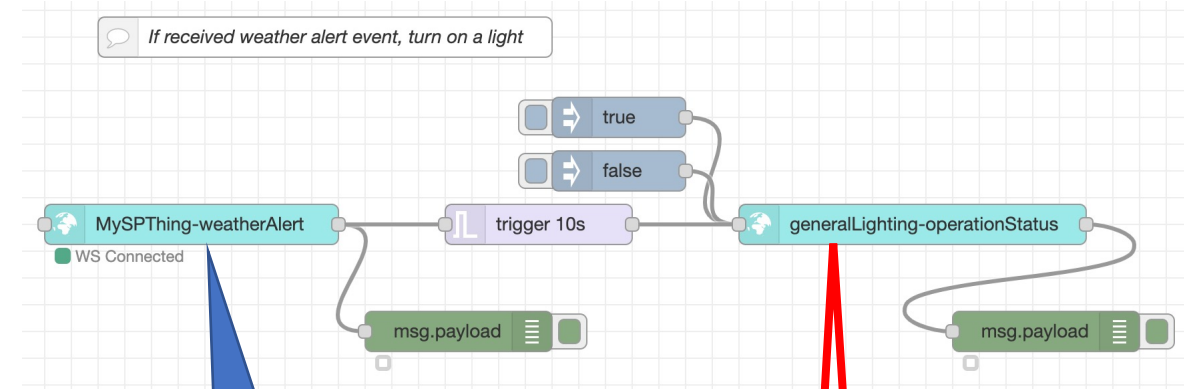 If received weather alert event, turn on a light
true
false
MySPThing-weatherAlert
trigger 10s
generalLighting-operationStatus
WS Connected
msg.payload
msg.payload